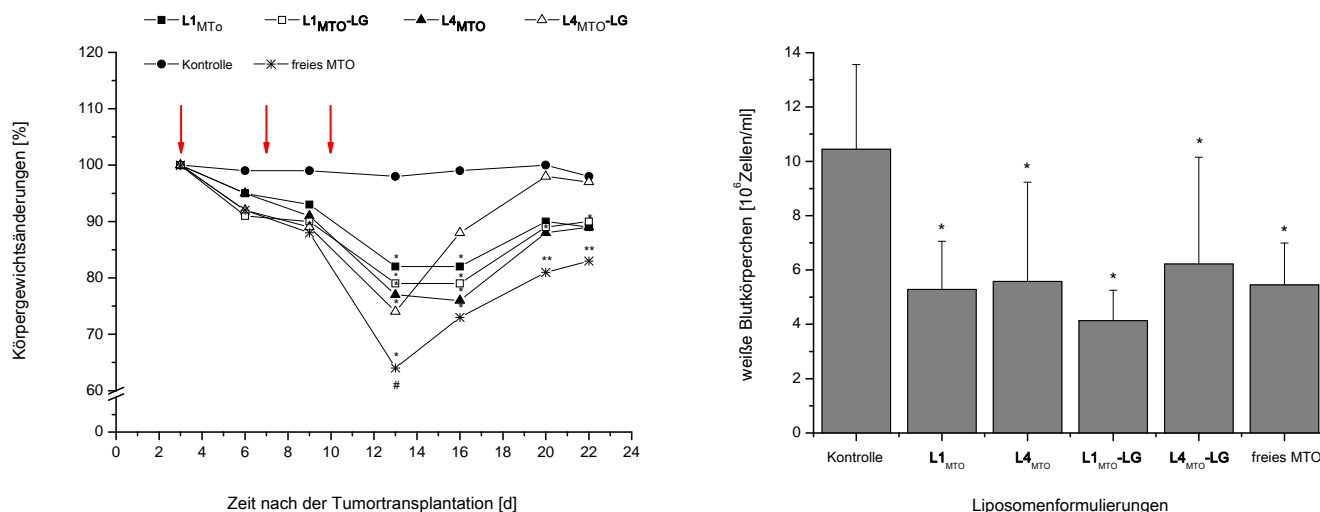 L1MTo L1MTO-LG L4MTO L4MTO-LG
Kontrolle freies MTO
120
110
100
90
80
70
60
0
Körpergewichtsänderungen [%]
* * * ** *
* * **
* *
* *
*
#
0 2 4 6 8 10 12 14 16 18 20 22 24
Zeit nach der Tumortransplantation [d]
14
12
10
8
6
4
2
0
weiße Blutkörperchen [10⁶Zellen/ml]
* * * * *
Kontrolle L1MTO L4MTO L1MTO-LG L4MTO-LG freies MTO
Liposomenformulierungen